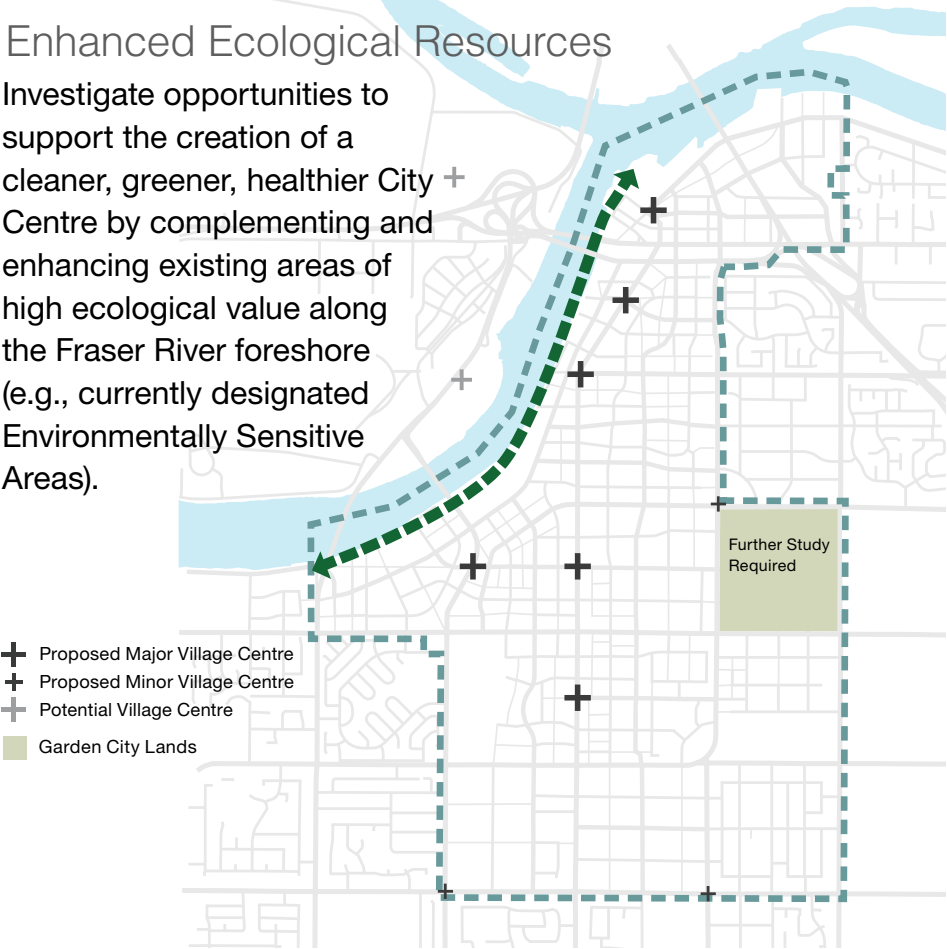 Enhanced Ecological Resources
Investigate opportunities to
support the creation of a
cleaner, greener, healthier City
Centre by complementing and
enhancing existing areas of
high ecological value along
the Fraser River foreshore
(e.g., currently designated
Environmentally Sensitive
Areas).
Further Study
Required
Proposed Major Village Centre
Proposed Minor Village Centre
Potential Village Centre
Garden City Lands